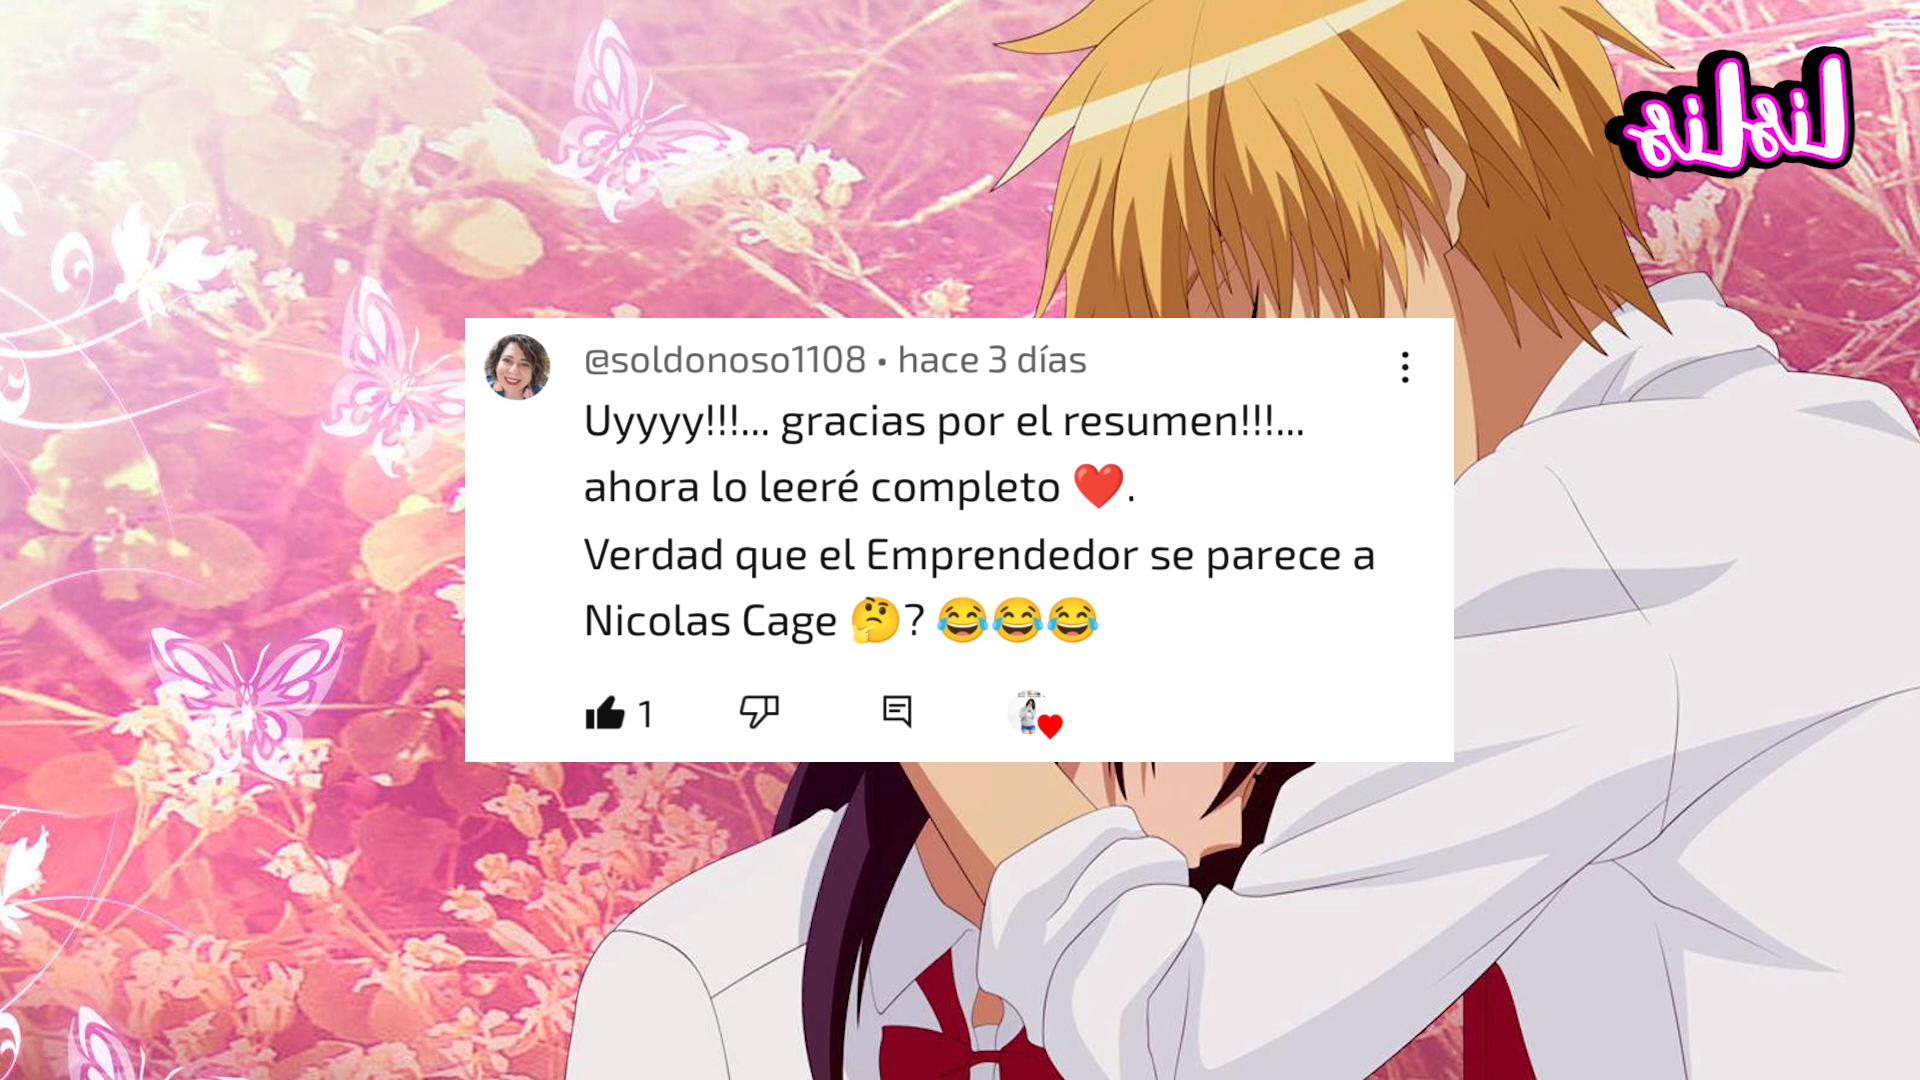 LisLis
@soldonoso1108 • hace 3 días
Uyyyy!!!... gracias por el resumen!!!...
ahora lo leeré completo ❤️.
Verdad que el Emprendedor se parece a
Nicolas Cage 🤔? 😂😂😂
1